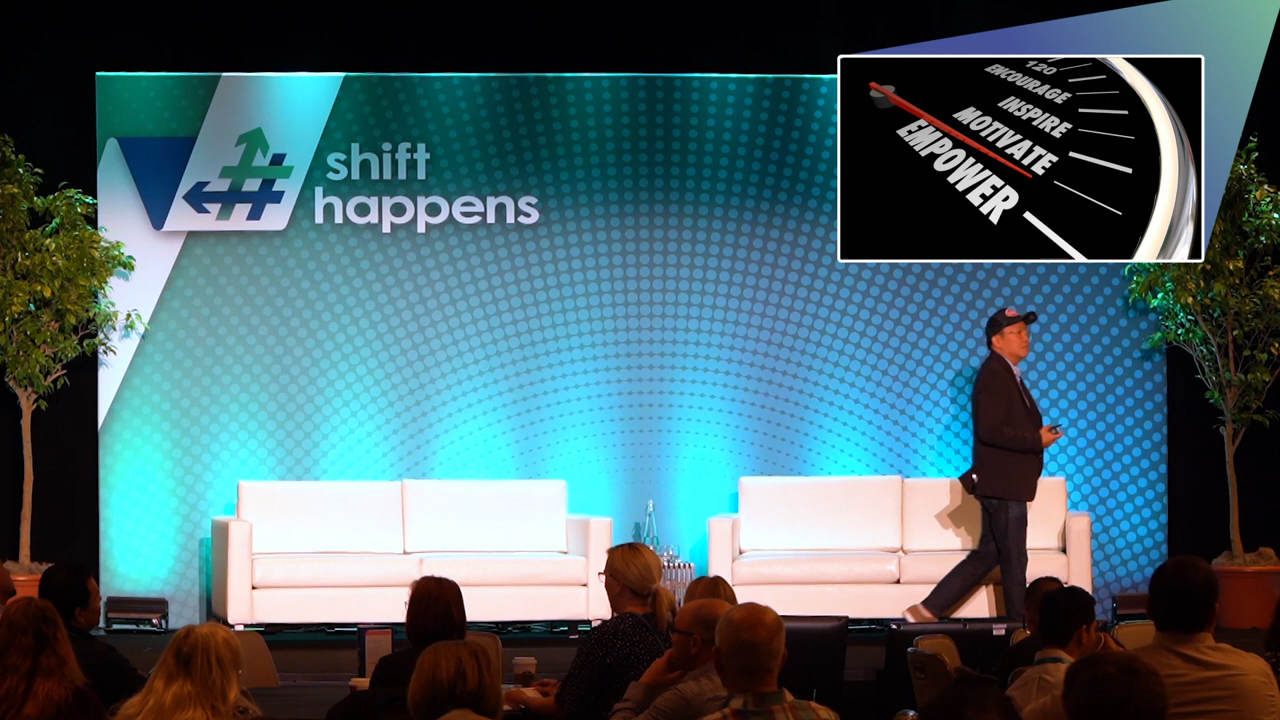 shift
happens
120
ENCOURAGE
INSPIRE
MOTIVATE
EMPOWER